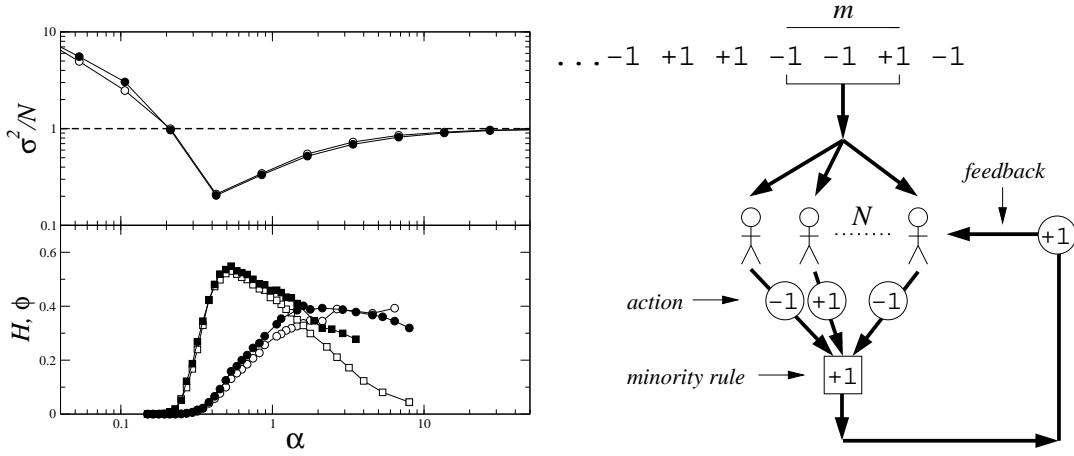 10
1
0.1
σ²/N
0.6
0.4
0.2
0
H, ϕ
0.1
1
10
α
m
...-1 +1 +1 -1 -1 +1 -1
feedback
N
+1
action
-1
+1
-1
minority rule
+1